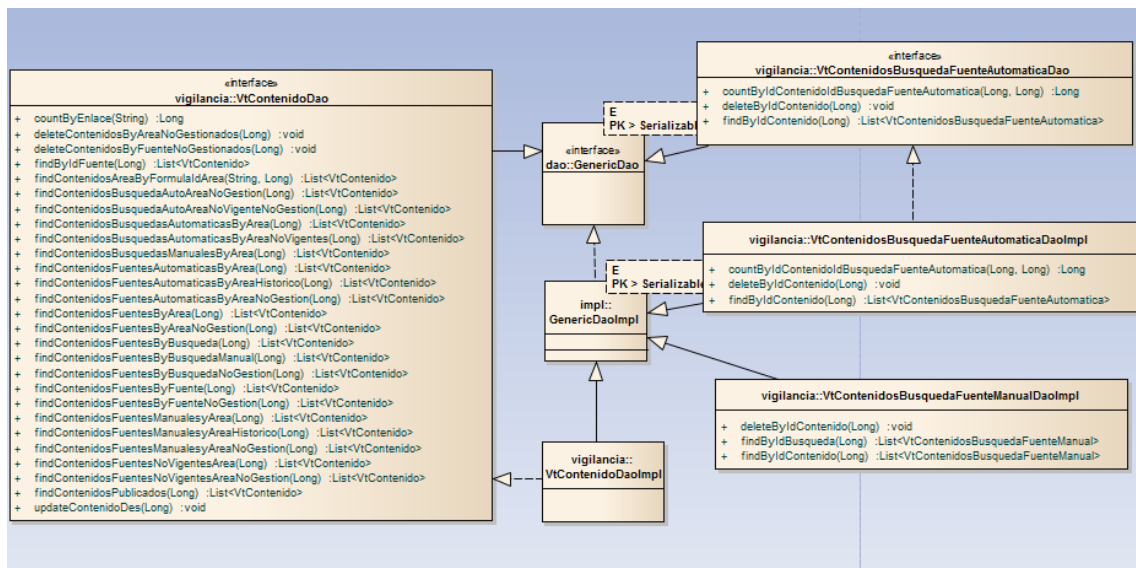 «interface»
vigilancia::VtContenidoDao
+ countByEnlace(String) :Long
+ deleteContenidosByAreaNoGestionados(Long) :void
+ deleteContenidosByFuenteNoGestionados(Long) :void
+ findByIdFuente(Long) :List<VtContenido>
+ findContenidosAreaByFormulaIdArea(String, Long) :List<VtContenido>
+ findContenidosBusquedaAutoAreaNoGestion(Long) :List<VtContenido>
+ findContenidosBusquedaAutoAreaNoVigenteNoGestion(Long) :List<VtContenido>
+ findContenidosBusquedasAutomaticasByArea(Long) :List<VtContenido>
+ findContenidosBusquedasAutomaticasByAreaNoVigentes(Long) :List<VtContenido>
+ findContenidosBusquedasManualesByArea(Long) :List<VtContenido>
+ findContenidosFuentesAutomaticasByArea(Long) :List<VtContenido>
+ findContenidosFuentesAutomaticasByAreaHistorico(Long) :List<VtContenido>
+ findContenidosFuentesAutomaticasByAreaNoGestion(Long) :List<VtContenido>
+ findContenidosFuentesByArea(Long) :List<VtContenido>
+ findContenidosFuentesByAreaNoGestion(Long) :List<VtContenido>
+ findContenidosFuentesByBusqueda(Long) :List<VtContenido>
+ findContenidosFuentesByBusquedaManual(Long) :List<VtContenido>
+ findContenidosFuentesByBusquedaNoGestion(Long) :List<VtContenido>
+ findContenidosFuentesByFuente(Long) :List<VtContenido>
+ findContenidosFuentesByFuenteNoGestion(Long) :List<VtContenido>
+ findContenidosFuentesManualesyArea(Long) :List<VtContenido>
+ findContenidosFuentesManualesyAreaHistorico(Long) :List<VtContenido>
+ findContenidosFuentesManualesyAreaNoGestion(Long) :List<VtContenido>
+ findContenidosFuentesNoVigentesArea(Long) :List<VtContenido>
+ findContenidosFuentesNoVigentesAreaNoGestion(Long) :List<VtContenido>
+ findContenidosPublicados(Long) :List<VtContenido>
+ updateContenidoDes(Long) :void
E
PK > Serializable
«interface»
dao::GenericDao
E
PK > Serializable
impl::
GenericDaoImpl
vigilancia::
VtContenidoDaoImpl
«interface»
vigilancia::VtContenidosBusquedaFuenteAutomaticaDao
+ countByIdContenidoIdBusquedaFuenteAutomatica(Long, Long) :Long
+ deleteByIdContenido(Long) :void
+ findByIdContenido(Long) :List<VtContenidosBusquedaFuenteAutomatica>
vigilancia::VtContenidosBusquedaFuenteAutomaticaDaoImpl
+ countByIdContenidoIdBusquedaFuenteAutomatica(Long, Long) :Long
+ deleteByIdContenido(Long) :void
+ findByIdContenido(Long) :List<VtContenidosBusquedaFuenteAutomatica>
vigilancia::VtContenidosBusquedaFuenteManualDaoImpl
+ deleteByIdContenido(Long) :void
+ findByIdBusqueda(Long) :List<VtContenidosBusquedaFuenteManual>
+ findByIdContenido(Long) :List<VtContenidosBusquedaFuenteManual>